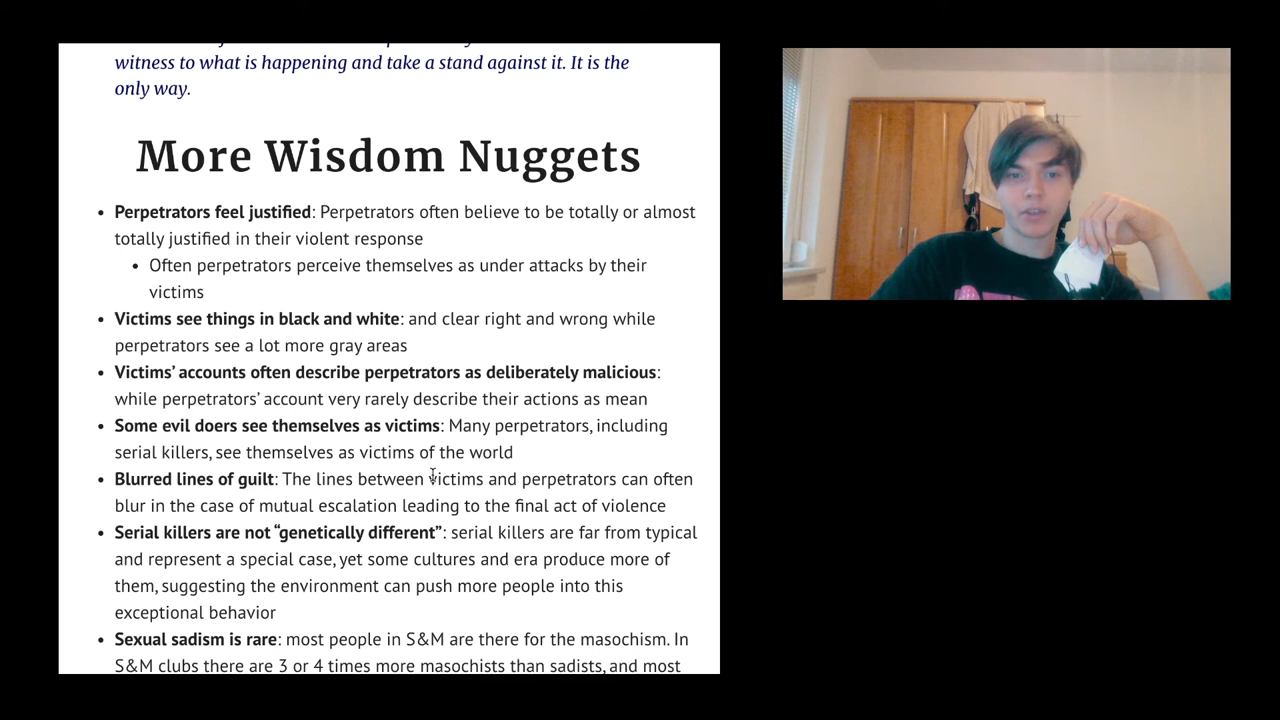 witness to what is happening and take a stand against it. It is the
only way.
More Wisdom Nuggets
• Perpetrators feel justified: Perpetrators often believe to be totally or almost
totally justified in their violent response
• Often perpetrators perceive themselves as under attacks by their
victims
• Victims see things in black and white: and clear right and wrong while
perpetrators see a lot more gray areas
• Victims’ accounts often describe perpetrators as deliberately malicious:
while perpetrators’ account very rarely describe their actions as mean
• Some evil doers see themselves as victims: Many perpetrators, including
serial killers, see themselves as victims of the world
• Blurred lines of guilt: The lines between victims and perpetrators can often
blur in the case of mutual escalation leading to the final act of violence
• Serial killers are not “genetically different”: serial killers are far from typical
and represent a special case, yet some cultures and era produce more of
them, suggesting the environment can push more people into this
exceptional behavior
• Sexual sadism is rare: most people in S&M are there for the masochism. In
S&M clubs there are 3 or 4 times more masochists than sadists, and most